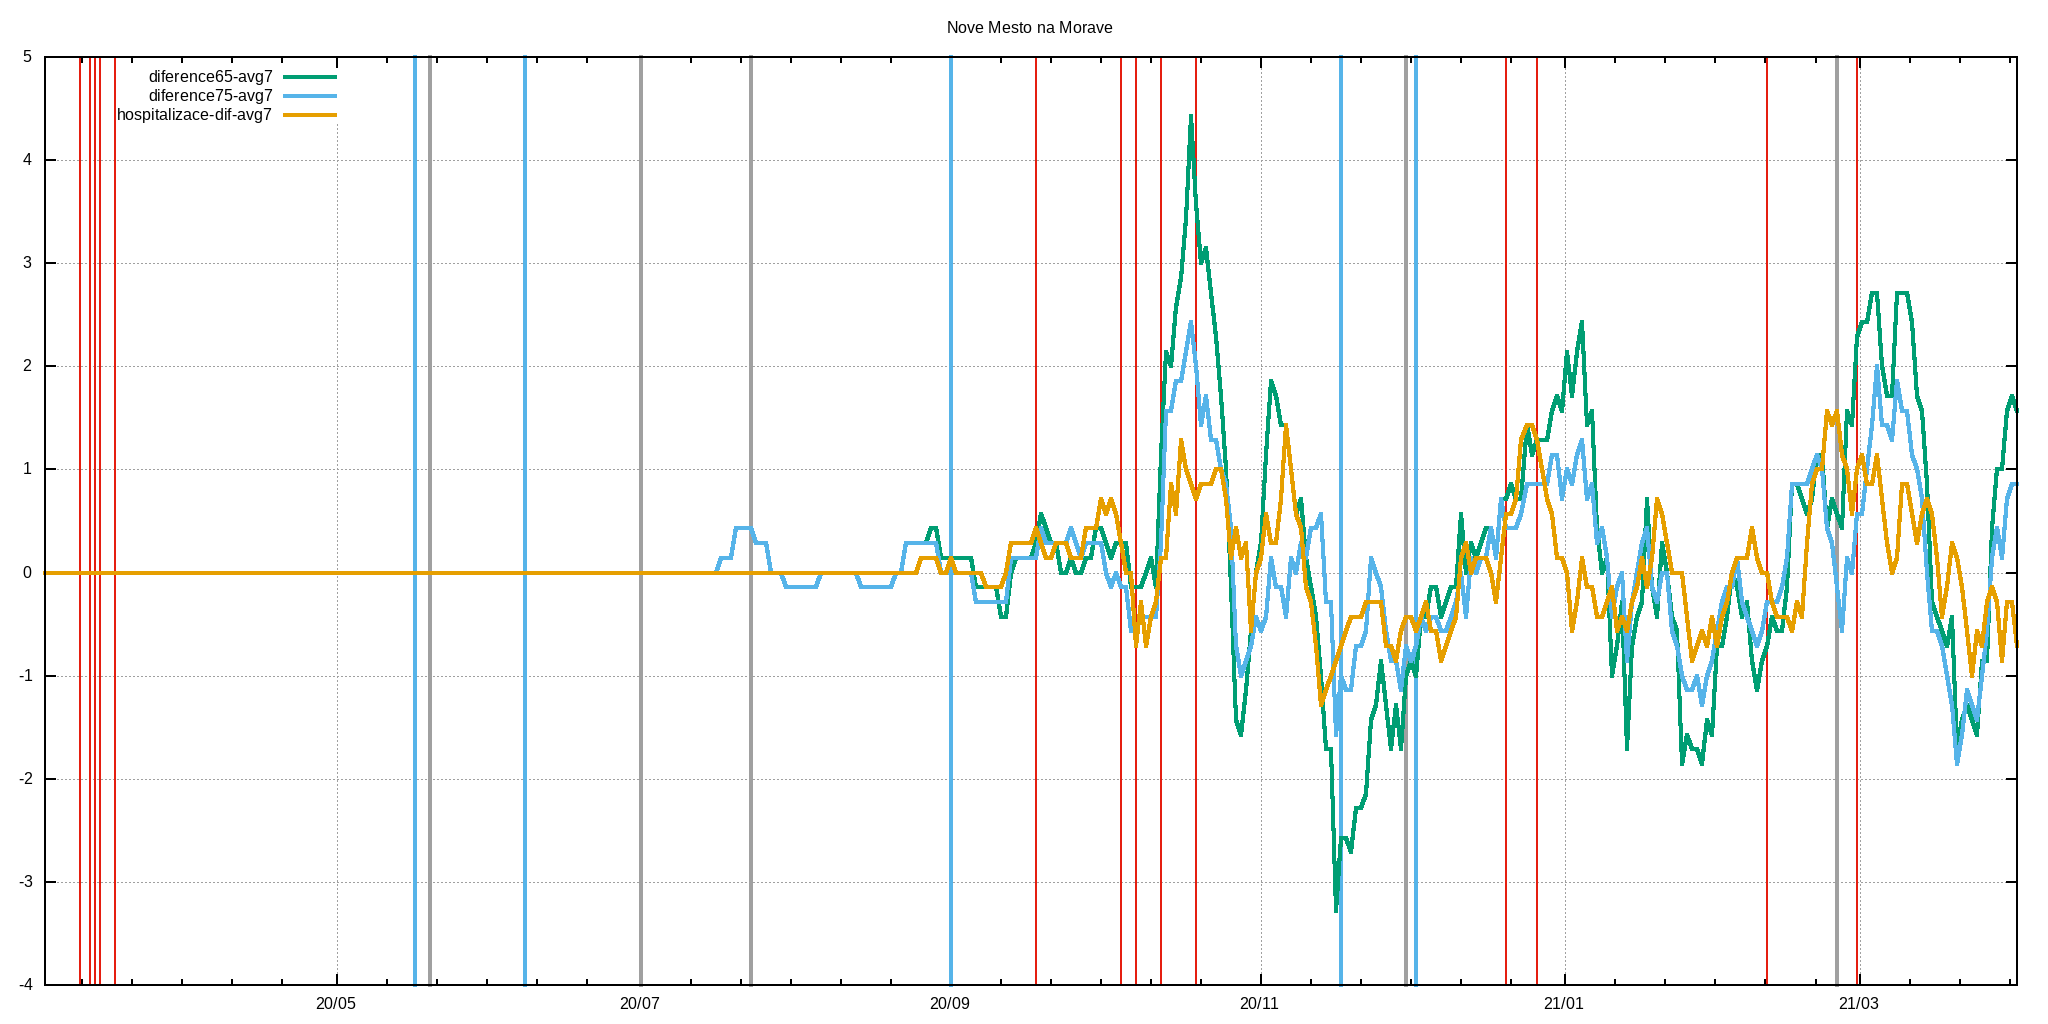 Nove Mesto na Morave
diference65-avg7
diference75-avg7
hospitalizace-dif-avg7
5
4
3
2
1
0
-1
-2
-3
-4
20/05 20/07 20/09 20/11 21/01 21/03